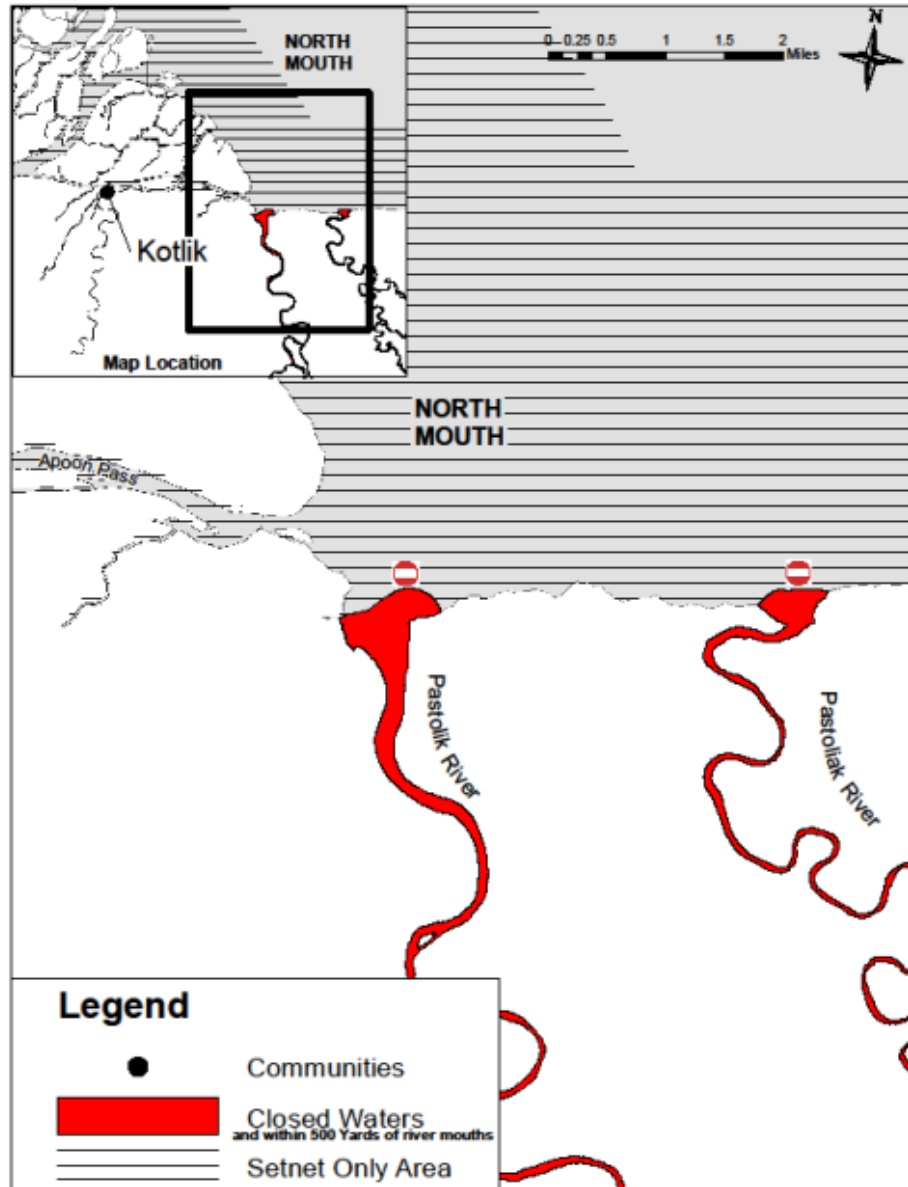 NORTH
MOUTH
Kotlik
Map Location
N
0 0.25 0.5 1 1.5 2
Miles
NORTH
MOUTH
Apoon Pass
Pastolik River
Pastoliak River
Legend
Communities
Closed Waters
and within 500 Yards of river mouths
Setnet Only Area